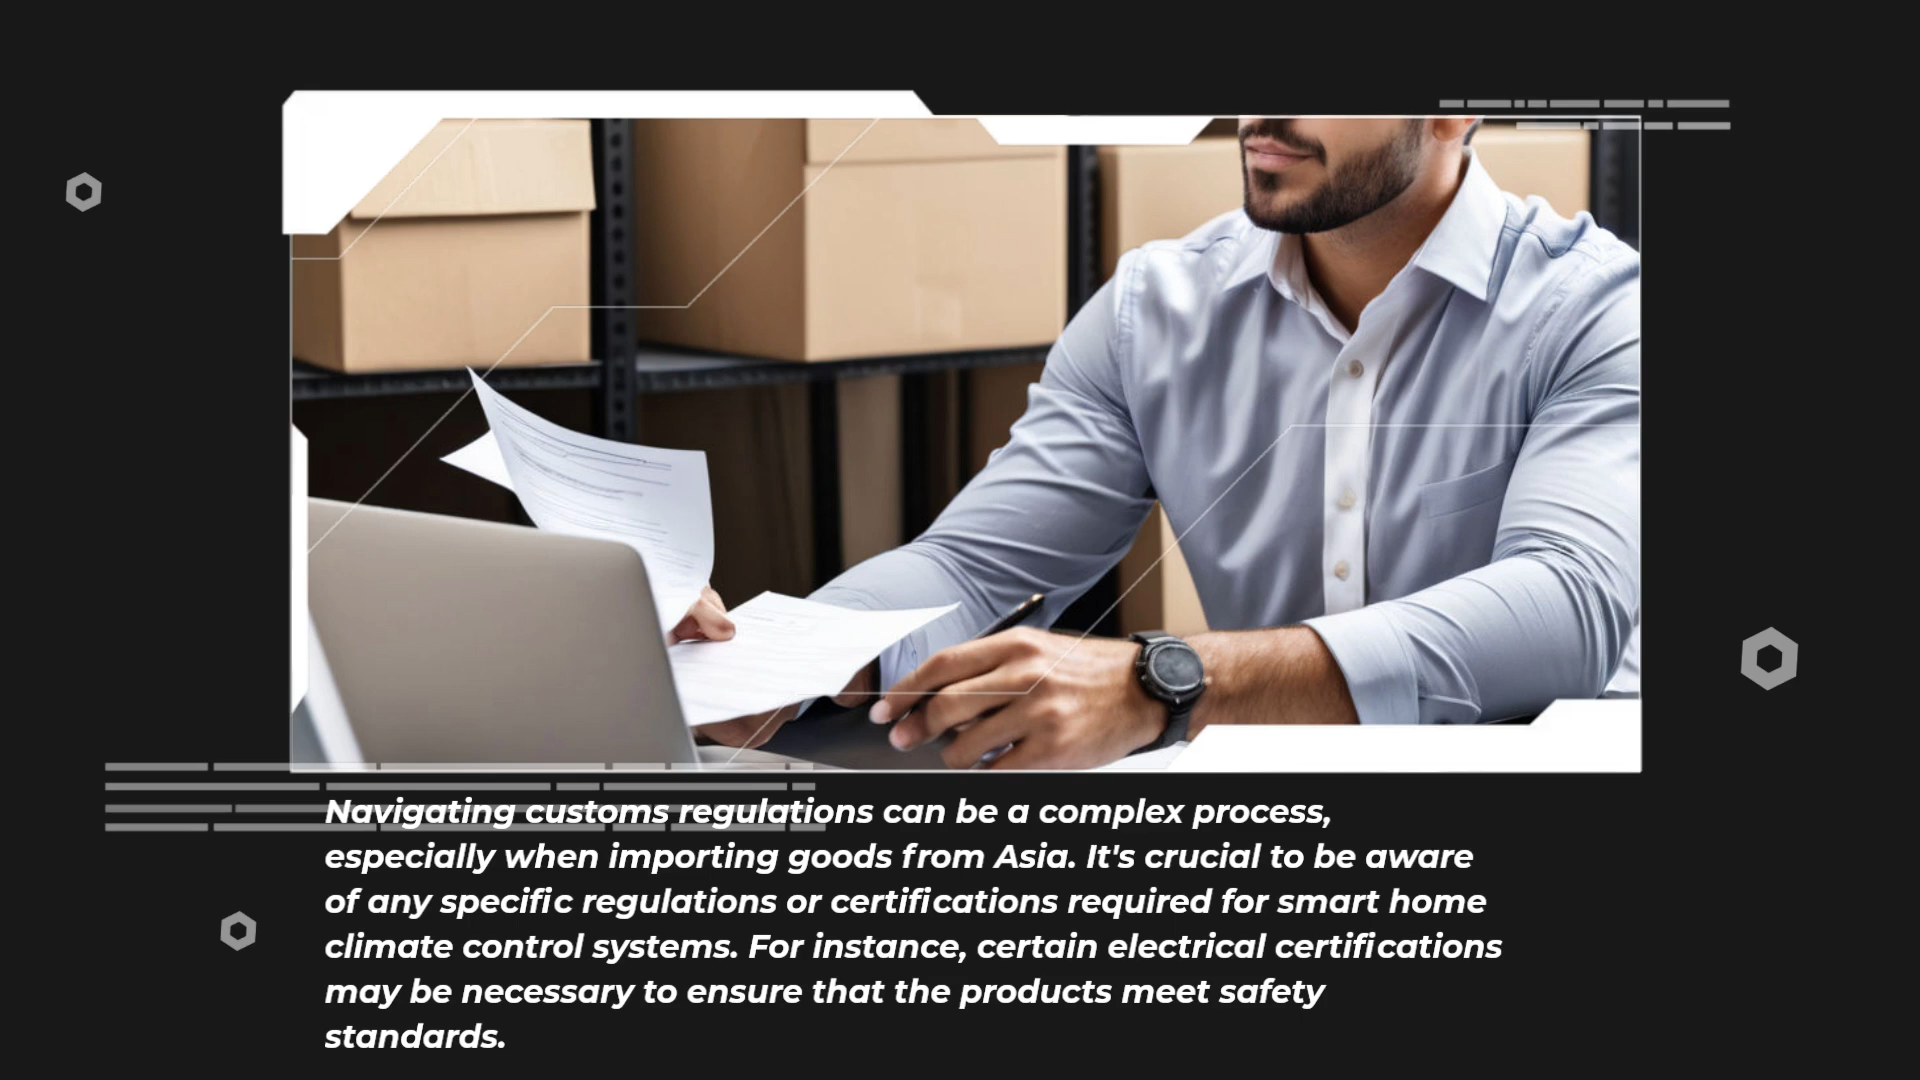 Navigating customs regulations can be a complex process,
especially when importing goods from Asia. It's crucial to be aware
of any specific regulations or certifications required for smart home
climate control systems. For instance, certain electrical certifications
may be necessary to ensure that the products meet safety
standards.